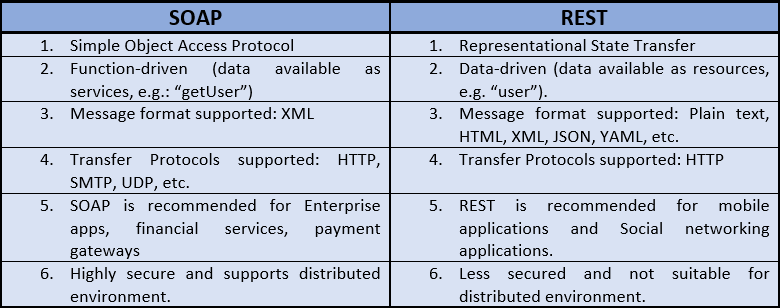 SOAP
REST
1. Simple Object Access Protocol
1. Representational State Transfer
2. Function-driven (data available as
services, e.g.: “getUser”)
2. Data-driven (data available as resources,
e.g. “user”).
3. Message format supported: XML
3. Message format supported: Plain text,
HTML, XML, JSON, YAML, etc.
4. Transfer Protocols supported: HTTP,
SMTP, UDP, etc.
4. Transfer Protocols supported: HTTP
5. SOAP is recommended for Enterprise
apps, financial services, payment
gateways
5. REST is recommended for mobile
applications and Social networking
applications.
6. Highly secure and supports distributed
environment.
6. Less secured and not suitable for
distributed environment.